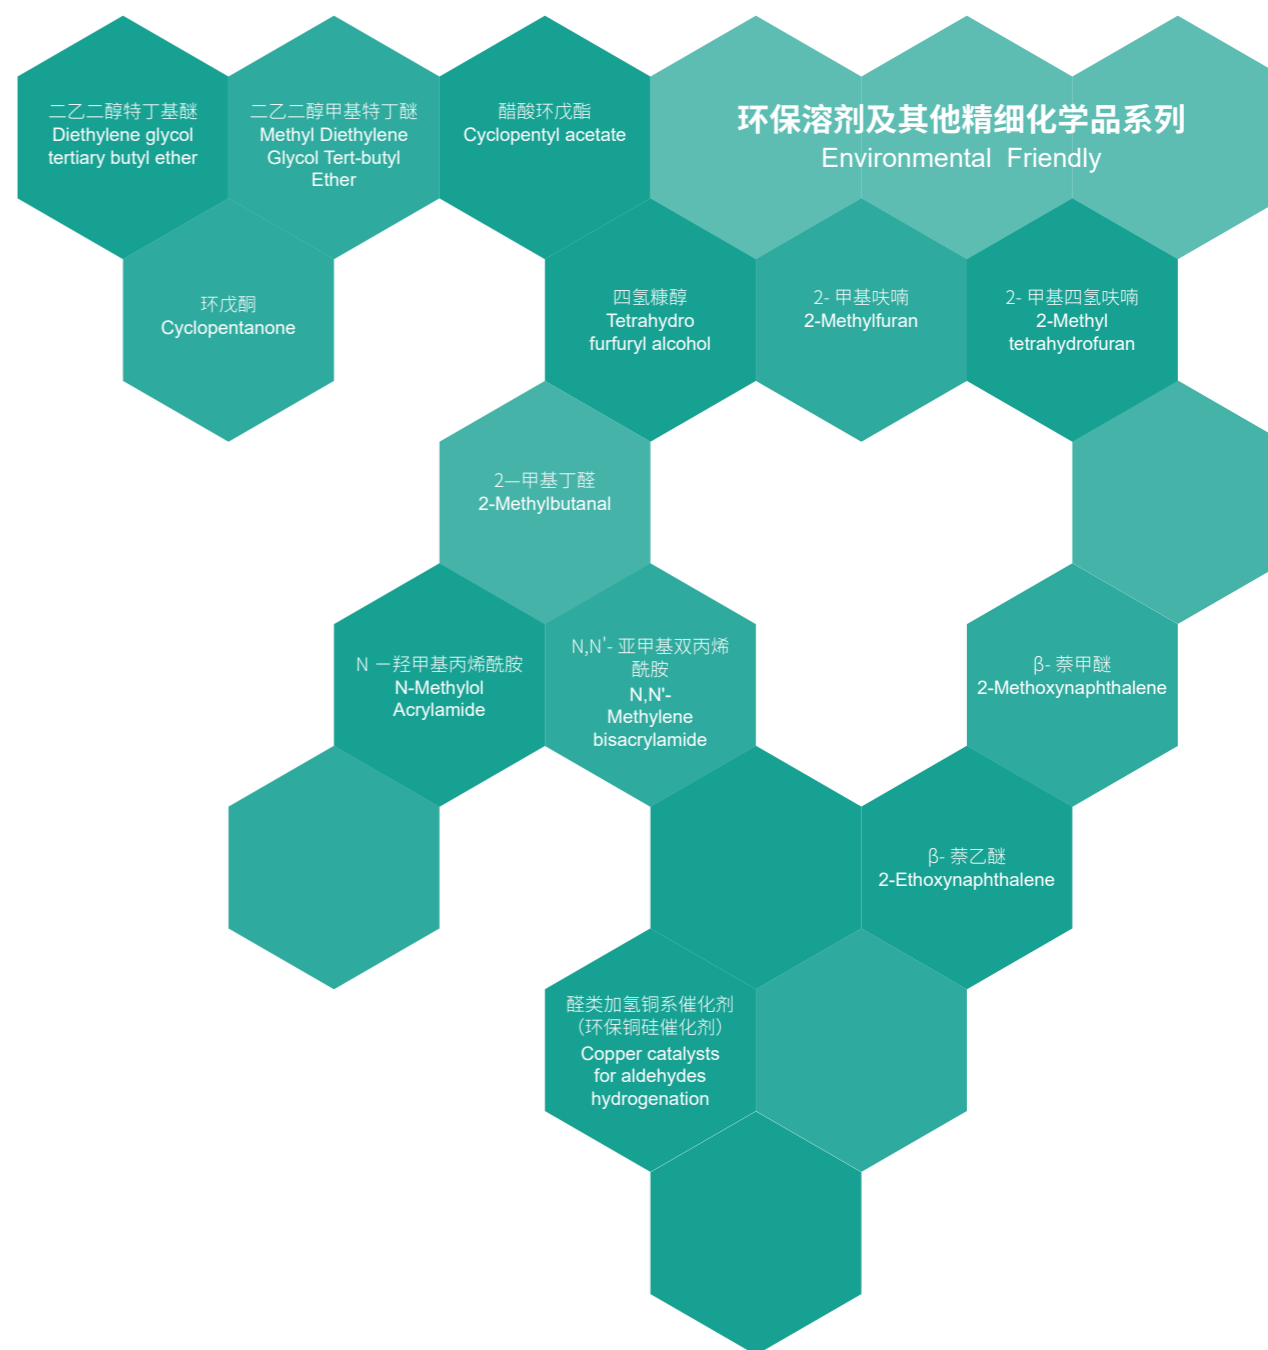 二乙二醇特丁基醚
Diethylene glycol
tertiary butyl ether
二乙二醇甲基特丁醚
Methyl Diethylene
Glycol Tert-butyl
Ether
醋酸环戊酯
Cyclopentyl acetate
环保溶剂及其他精细化学品系列
Environmental Friendly
环戊酮
Cyclopentanone
四氢糠醇
Tetrahydro
furfuryl alcohol
2- 甲基呋喃
2-Methylfuran
2- 甲基四氢呋喃
2-Methyl
tetrahydrofuran
2—甲基丁醛
2-Methylbutanal
N －羟甲基丙烯酰胺
N-Methylol
Acrylamide
N,N'- 亚甲基双丙烯
酰胺
N,N'-
Methylene
bisacrylamide
β- 萘甲醚
2-Methoxynaphthalene
β- 萘乙醚
2-Ethoxynaphthalene
醛类加氢铜系催化剂
（环保铜硅催化剂）
Copper catalysts
for aldehydes
hydrogenation